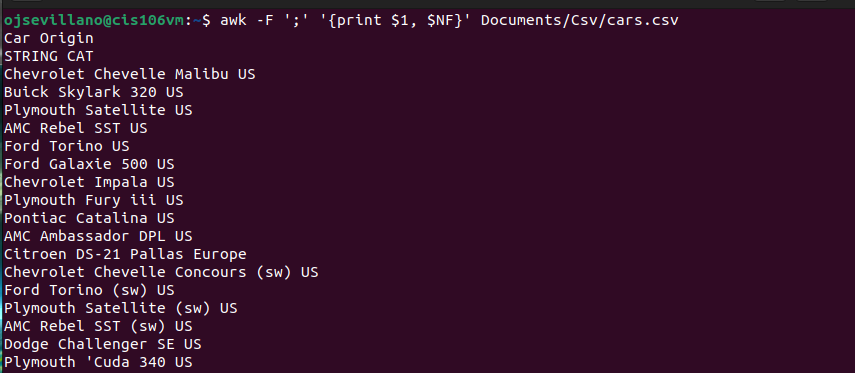 ojsevillano@cis106vm:~$ awk -F ';' '{print $1, $NF}' Documents/Csv/cars.csv
Car Origin
STRING CAT
Chevrolet Chevelle Malibu US
Buick Skylark 320 US
Plymouth Satellite US
AMC Rebel SST US
Ford Torino US
Ford Galaxie 500 US
Chevrolet Impala US
Plymouth Fury iii US
Pontiac Catalina US
AMC Ambassador DPL US
Citroen DS-21 Pallas Europe
Chevrolet Chevelle Concours (sw) US
Ford Torino (sw) US
Plymouth Satellite (sw) US
AMC Rebel SST (sw) US
Dodge Challenger SE US
Plymouth 'Cuda 340 US